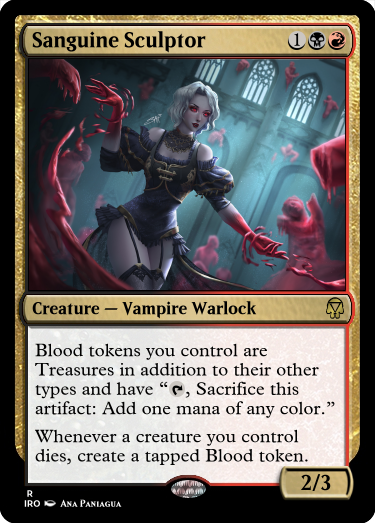 Sanguine Sculptor 1
Creature — Vampire Warlock
Blood tokens you control are
Treasures in addition to their other
types and have “, Sacrifice this
artifact: Add one mana of any color.”
Whenever a creature you control
dies, create a tapped Blood token.
2/3
R
IRO Ana Paniagua